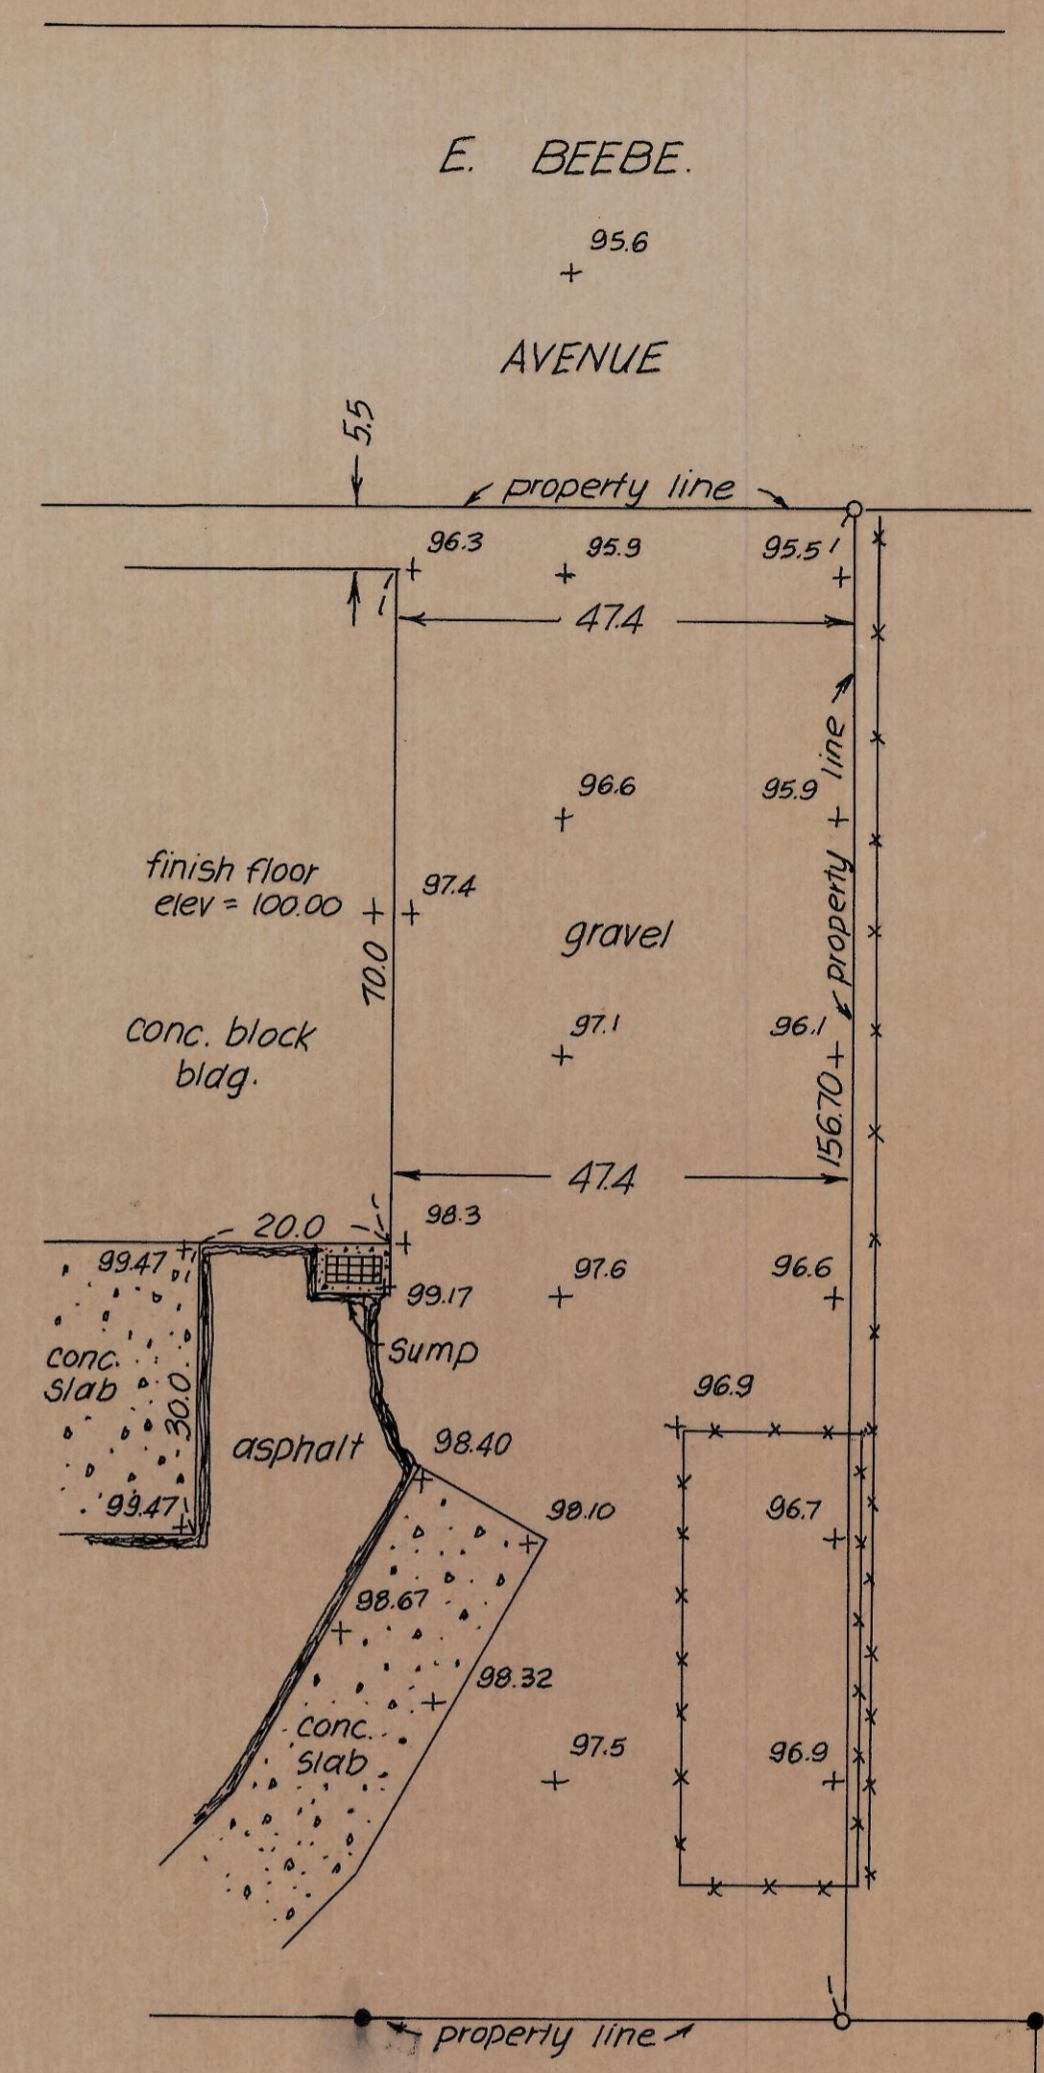 E. BEEBE.
95.6
AVENUE
5.5
property line
96.3
95.9
95.5
47.4
property line
96.6
95.9
finish floor
elev = 100.00
97.4
70.0
gravel
conc. block
bldg.
97.1
96.1
156.70
47.4
20.0
98.3
99.47
99.17
97.6
96.6
sump
conc.
slab
30.0
96.9
asphalt
98.40
99.47
98.10
96.7
98.67
98.32
conc.
slab
97.5
96.9
property line